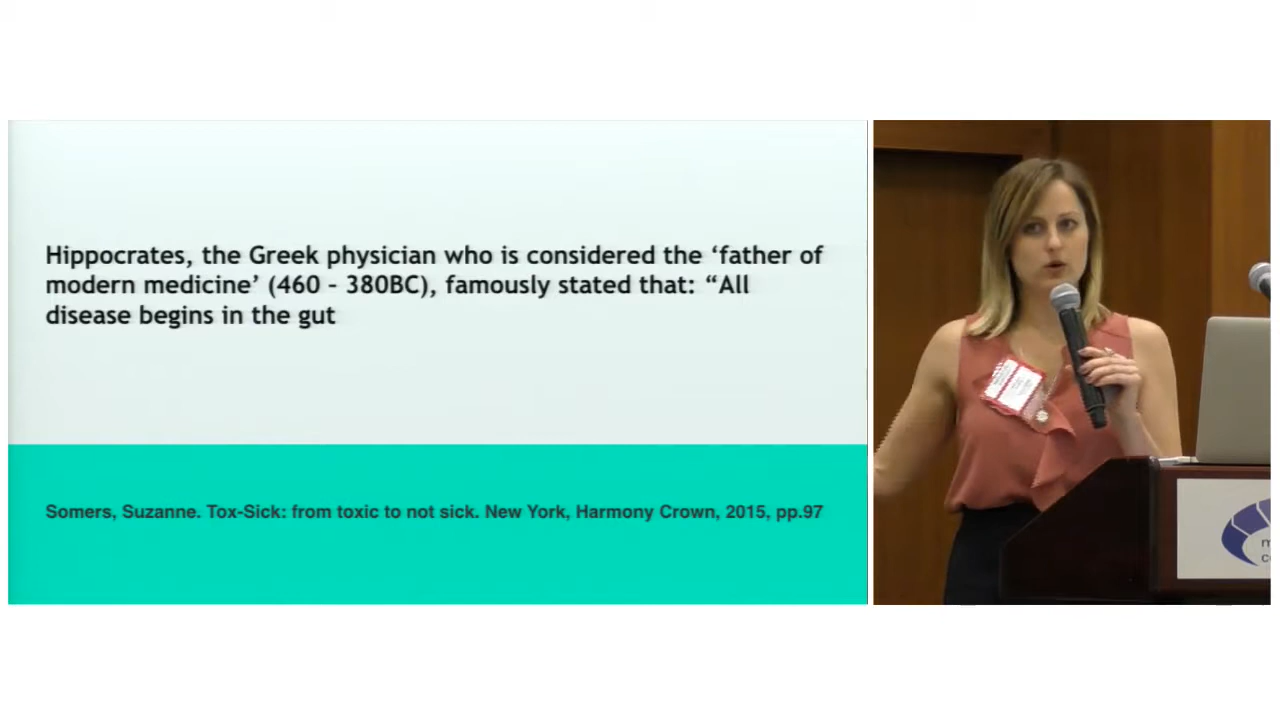 Hippocrates, the Greek physician who is considered the ‘father of
modern medicine’ (460 – 380BC), famously stated that: “All
disease begins in the gut
Somers, Suzanne. Tox-Sick: from toxic to not sick. New York, Harmony Crown, 2015, pp.97